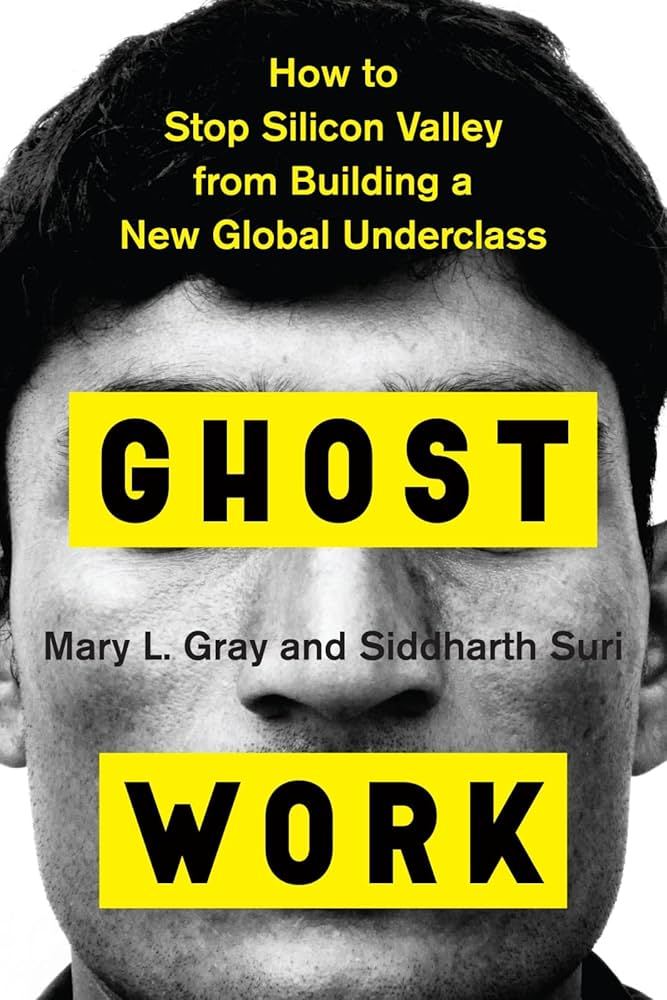 How to
Stop Silicon Valley
from Building a
New Global Underclass
GHOST
Mary L. Gray and Siddharth Suri
WORK